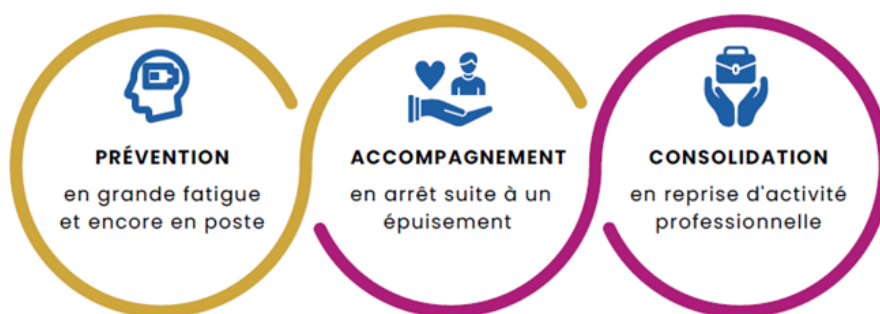 PRÉVENTION
en grande fatigue
et encore en poste
ACCOMPAGNEMENT
en arrêt suite à un
épuisement
CONSOLIDATION
en reprise d'activité
professionnelle